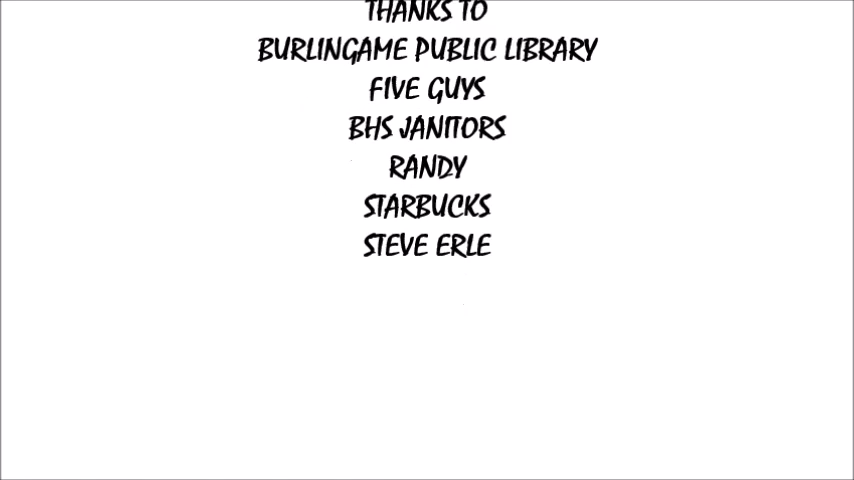 THANKS TO
BURLINGAME PUBLIC LIBRARY
FIVE GUYS
BHS JANITORS
RANDY
STARBUCKS
STEVE ERLE